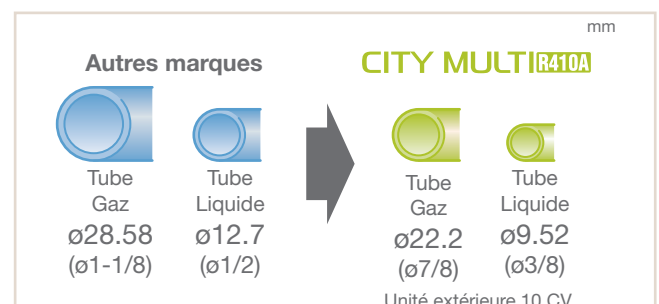 mm
Autres marques
CITY MULTI R410A
Tube Gaz
Tube Liquide
Tube Gaz
Tube Liquide
ø28.58
ø12.7
ø22.2
ø9.52
(ø1-1/8)
(ø1/2)
(ø7/8)
(ø3/8)
Unité extérieure 10 CV